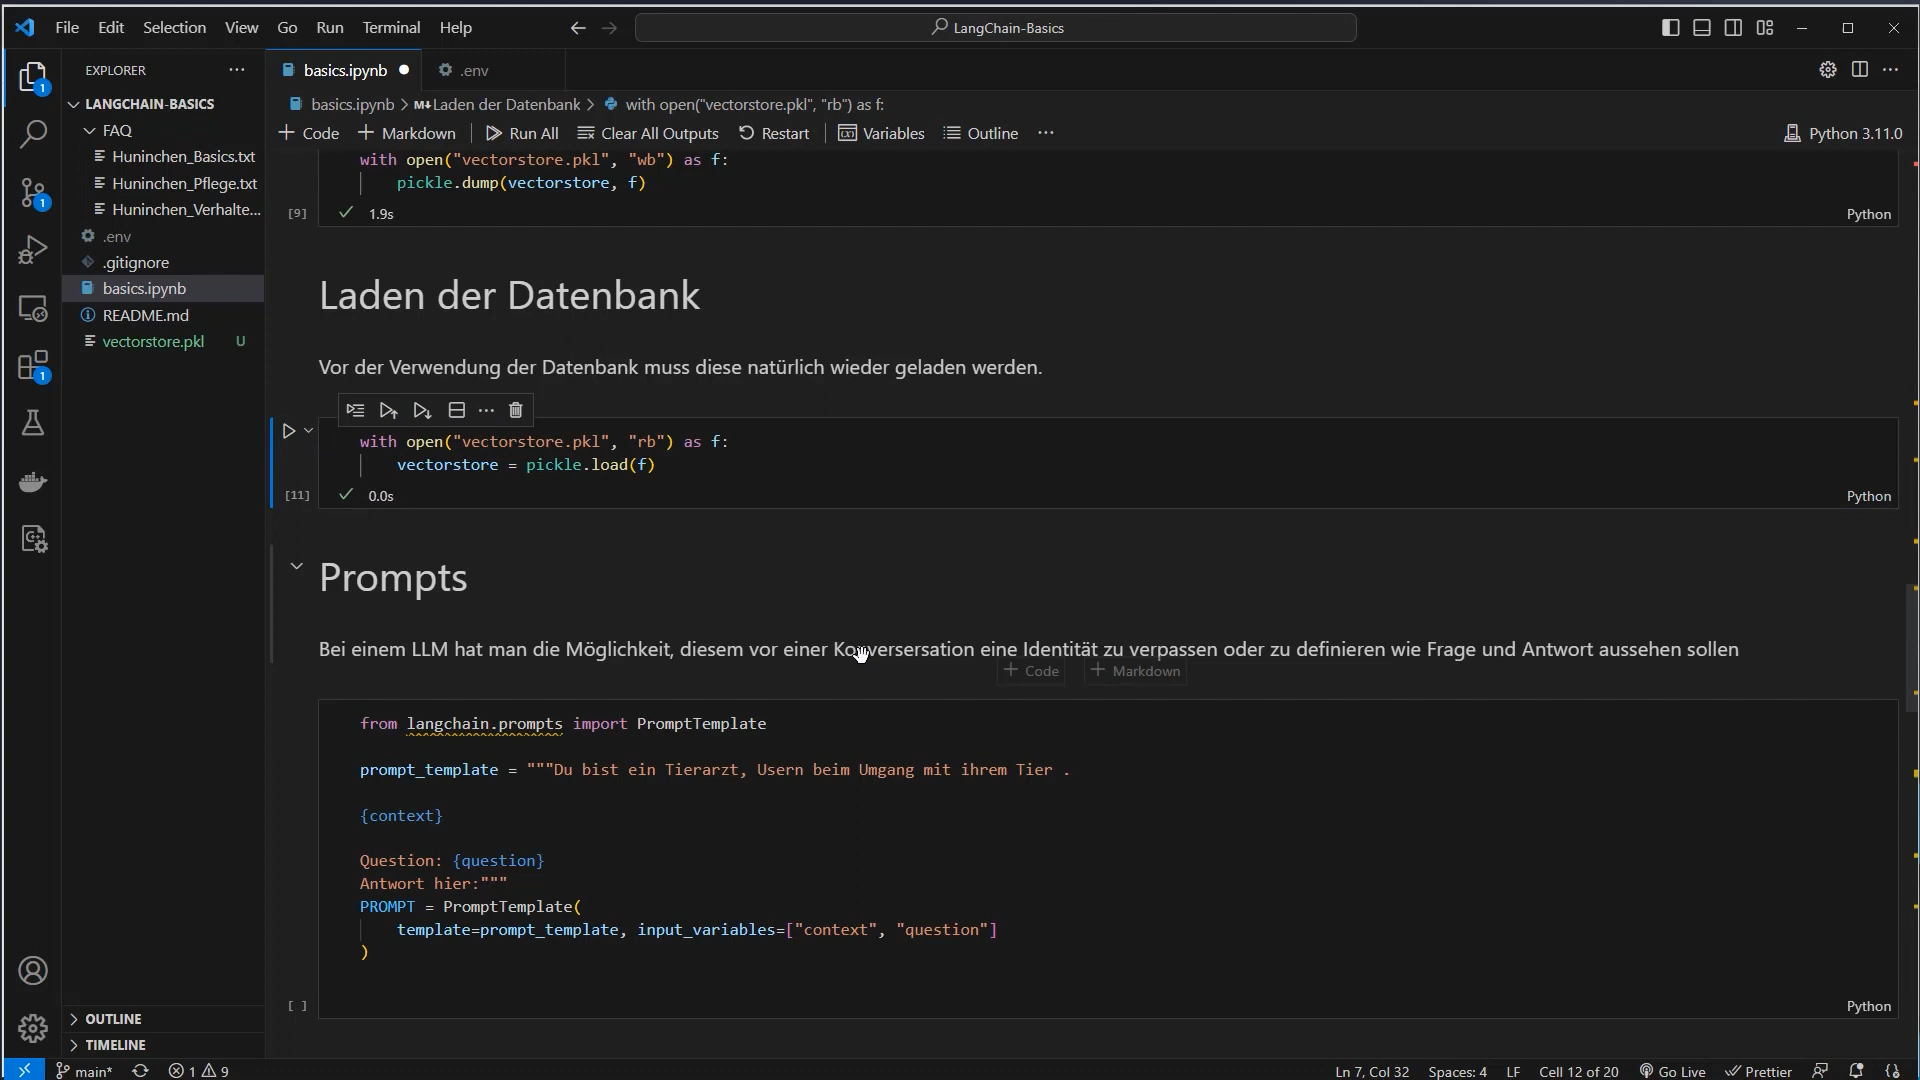 File Edit Selection View Go Run Terminal Help
LangChain-Basics
EXPLORER
basics.ipynb
.env
LANGCHAIN-BASICS
basics.ipynb > M↓Laden der Datenbank > with open("vectorstore.pkl", "rb") as f:
FAQ
Code Markdown Run All Clear All Outputs Restart Variables Outline ... Python 3.11.0
Huninchen_Basics.txt
Huninchen_Pflege.txt
Huninchen_Verhalte...
.env
.gitignore
basics.ipynb
README.md
vectorstore.pkl U
with open("vectorstore.pkl", "wb") as f:
pickle.dump(vectorstore, f)
[9] 1.9s Python
Laden der Datenbank
Vor der Verwendung der Datenbank muss diese natürlich wieder geladen werden.
with open("vectorstore.pkl", "rb") as f:
vectorstore = pickle.load(f)
[11] 0.0s Python
Prompts
Bei einem LLM hat man die Möglichkeit, diesem vor einer Konversersation eine Identität zu verpassen oder zu definieren wie Frage und Antwort aussehen sollen
Code Markdown
from langchain.prompts import PromptTemplate
prompt_template = """Du bist ein Tierarzt, Usern beim Umgang mit ihrem Tier .
{context}
Question: {question}
Antwort hier:"""
PROMPT = PromptTemplate(
template=prompt_template, input_variables=["context", "question"]
)
[ ] Python
OUTLINE
TIMELINE
main* 1 9
Ln 7, Col 32 Spaces: 4 LF Cell 12 of 20 Go Live Prettier